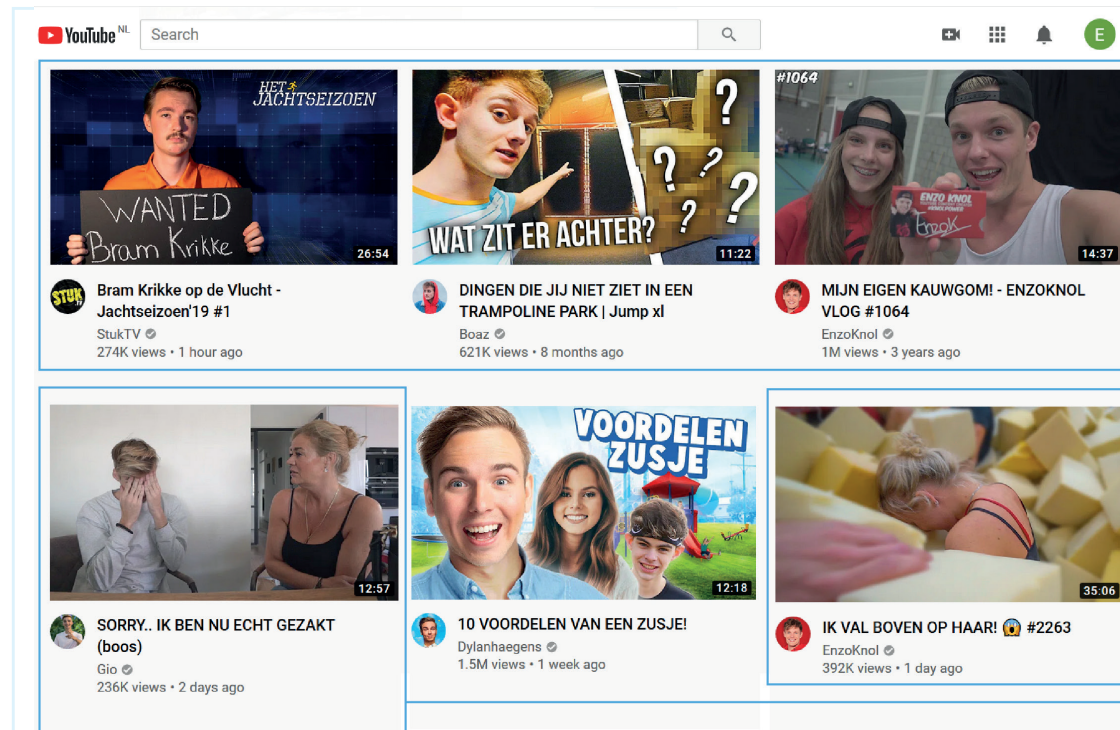 YouTube NL
Search
E
HET
JACHTSEIZOEN
WANTED
Bram Krikke
26:54
? ? ? ? ?
WAT ZIT ER ACHTER?
11:22
#1064
ENZO KNOL
#KNOLPOWER
EnzoK
14:37
STUK
TV
Bram Krikke op de Vlucht -
Jachtseizoen'19 #1
StukTV
274K views • 1 hour ago
DINGEN DIE JIJ NIET ZIET IN EEN
TRAMPOLINE PARK | Jump xl
Boaz
621K views • 8 months ago
MIJN EIGEN KAUWGOM! - ENZOKNOL
VLOG #1064
EnzoKnol
1M views • 3 years ago
12:57
VOORDELEN
ZUSJE
12:18
35:06
SORRY.. IK BEN NU ECHT GEZAKT
(boos)
Gio
236K views • 2 days ago
10 VOORDELEN VAN EEN ZUSJE!
Dylanhaegens
1.5M views • 1 week ago
IK VAL BOVEN OP HAAR! 😱 #2263
EnzoKnol
392K views • 1 day ago